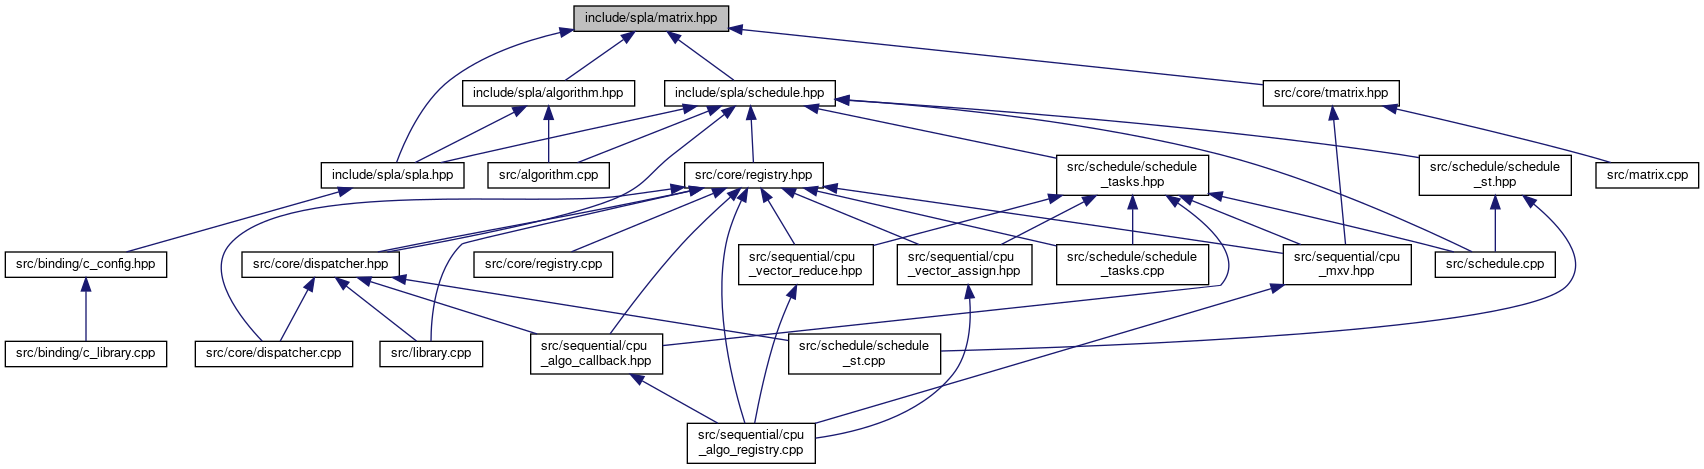 include/spla/matrix.hpp
include/spla/algorithm.hpp
include/spla/schedule.hpp
src/core/tmatrix.hpp
include/spla/spla.hpp
src/algorithm.cpp
src/core/registry.hpp
src/schedule/schedule
_tasks.hpp
src/schedule/schedule
_st.hpp
src/matrix.cpp
src/binding/c_config.hpp
src/core/dispatcher.hpp
src/core/registry.cpp
src/sequential/cpu
_vector_reduce.hpp
src/sequential/cpu
_vector_assign.hpp
src/schedule/schedule
_tasks.cpp
src/sequential/cpu
_mxv.hpp
src/schedule.cpp
src/binding/c_library.cpp
src/core/dispatcher.cpp
src/library.cpp
src/sequential/cpu
_algo_callback.hpp
src/schedule/schedule
_st.cpp
src/sequential/cpu
_algo_registry.cpp